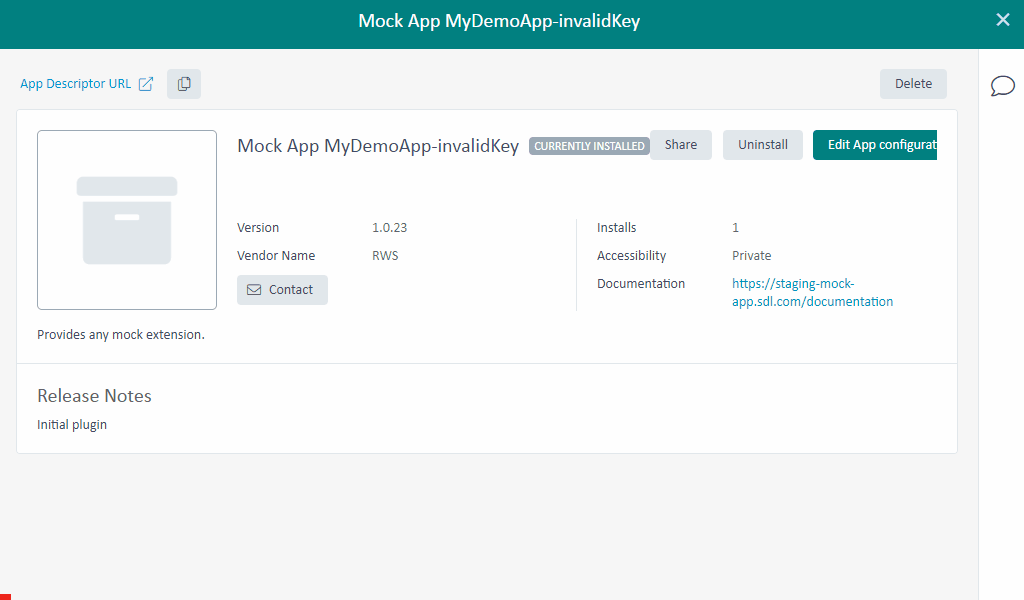 Mock App MyDemoApp-invalidKey
App Descriptor URL
Delete
Mock App MyDemoApp-invalidKey
CURRENTLY INSTALLED
Share
Uninstall
Edit App configurat
Version 1.0.23
Vendor Name RWS
Contact
Installs 1
Accessibility Private
Documentation https://staging-mock-
app.sdl.com/documentation
Provides any mock extension.
Release Notes
Initial plugin